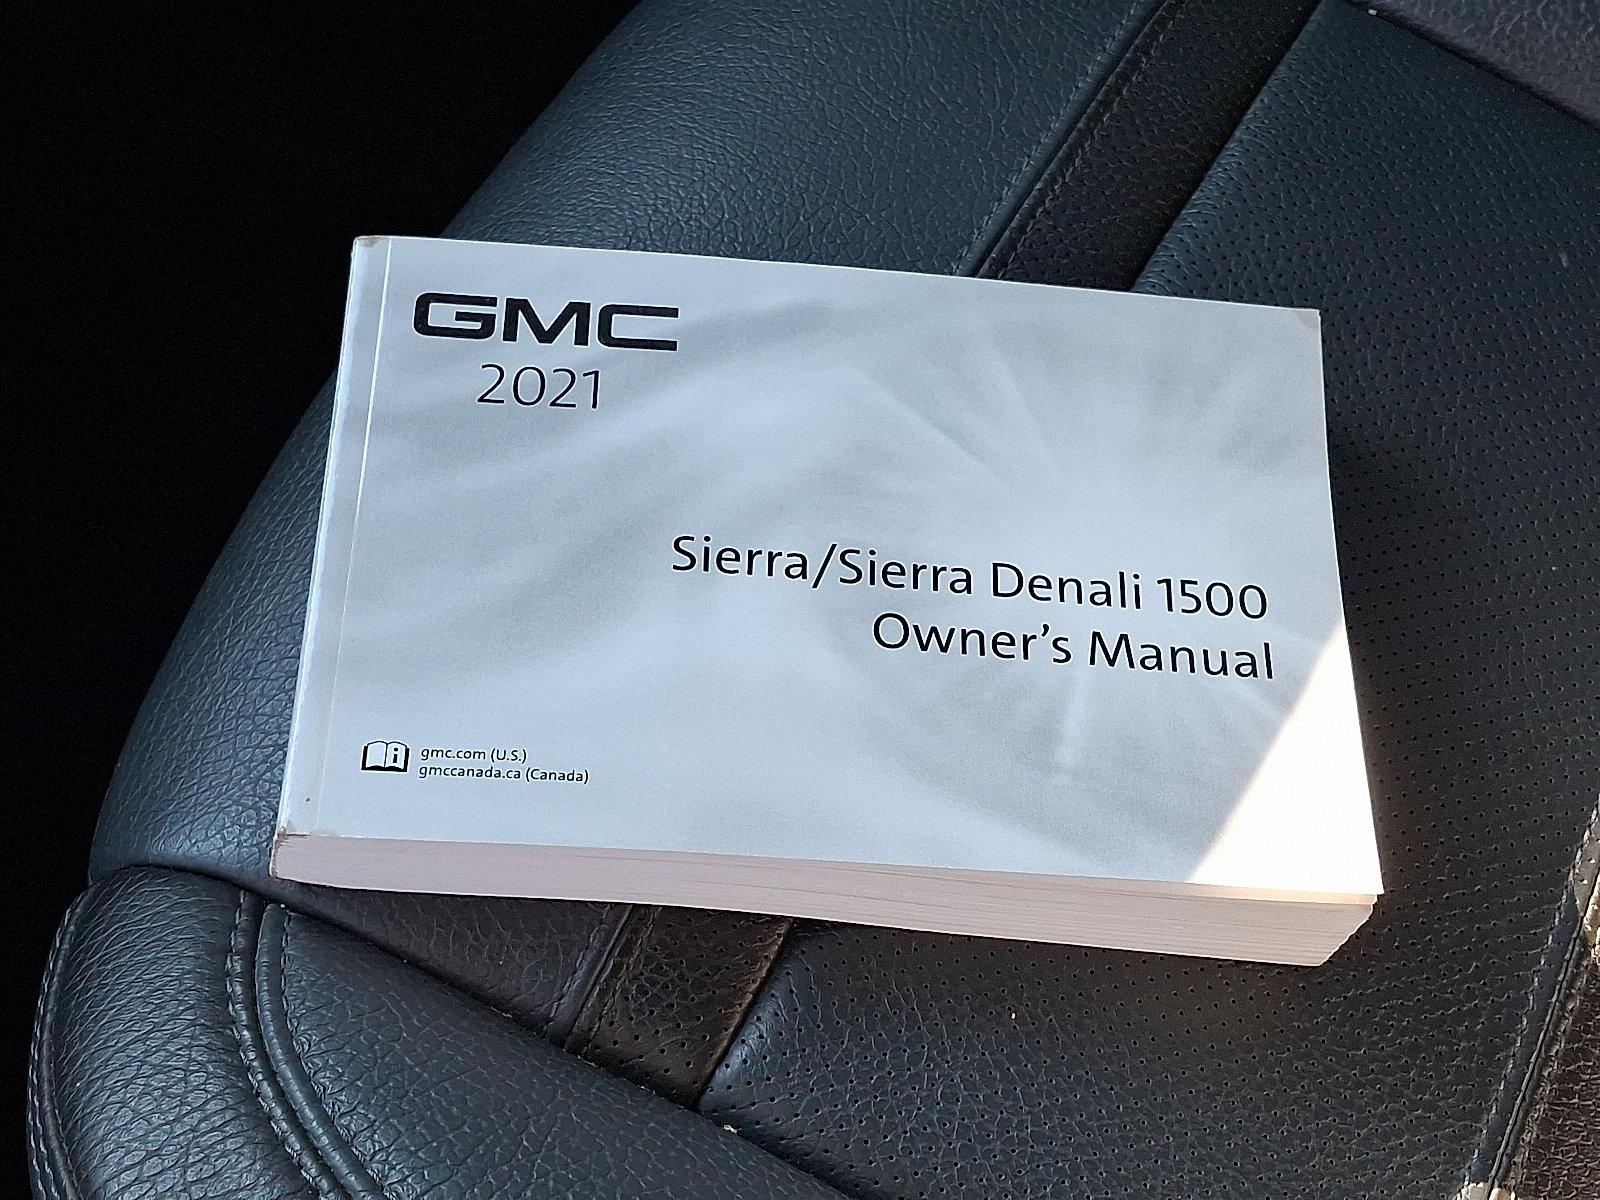 GMC
2021
Sierra/Sierra Denali 1500
Owner's Manual
gmc.com (U.S.)
gmccanada.ca (Canada)